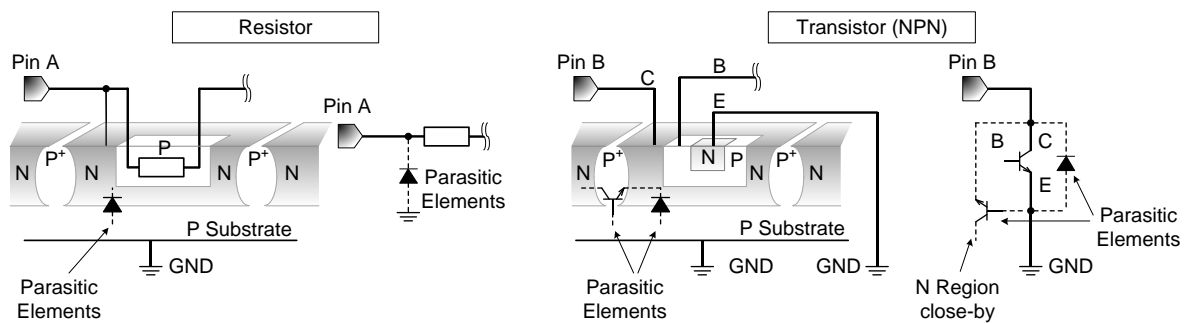 Resistor
Transistor (NPN)
Pin A
Pin A
P
N
P+
N
P+
N
N
Parasitic
Elements
P Substrate
GND
Parasitic
Elements
Pin B
C
B
E
N
P+
N
P
P+
N
N
P Substrate
GND
GND
Parasitic
Elements
Pin B
B
C
E
Parasitic
Elements
GND
N Region
close-by